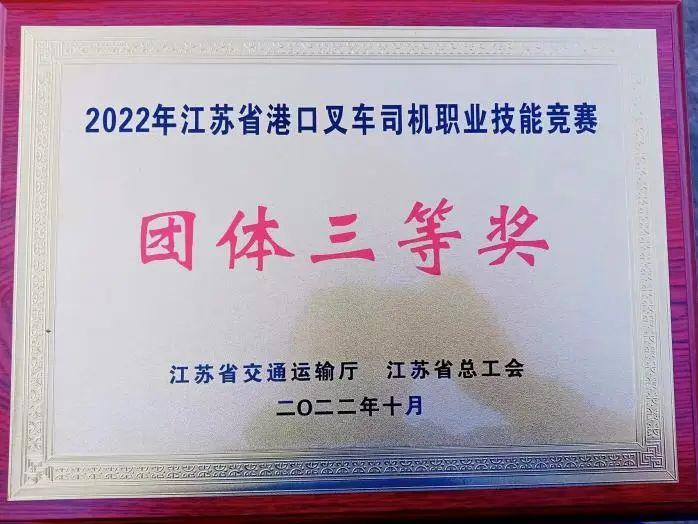 2022年江苏省港口叉车司机职业技能竞赛
团体三等奖
江苏省交通运输厅 江苏省总工会
二〇二二年十月